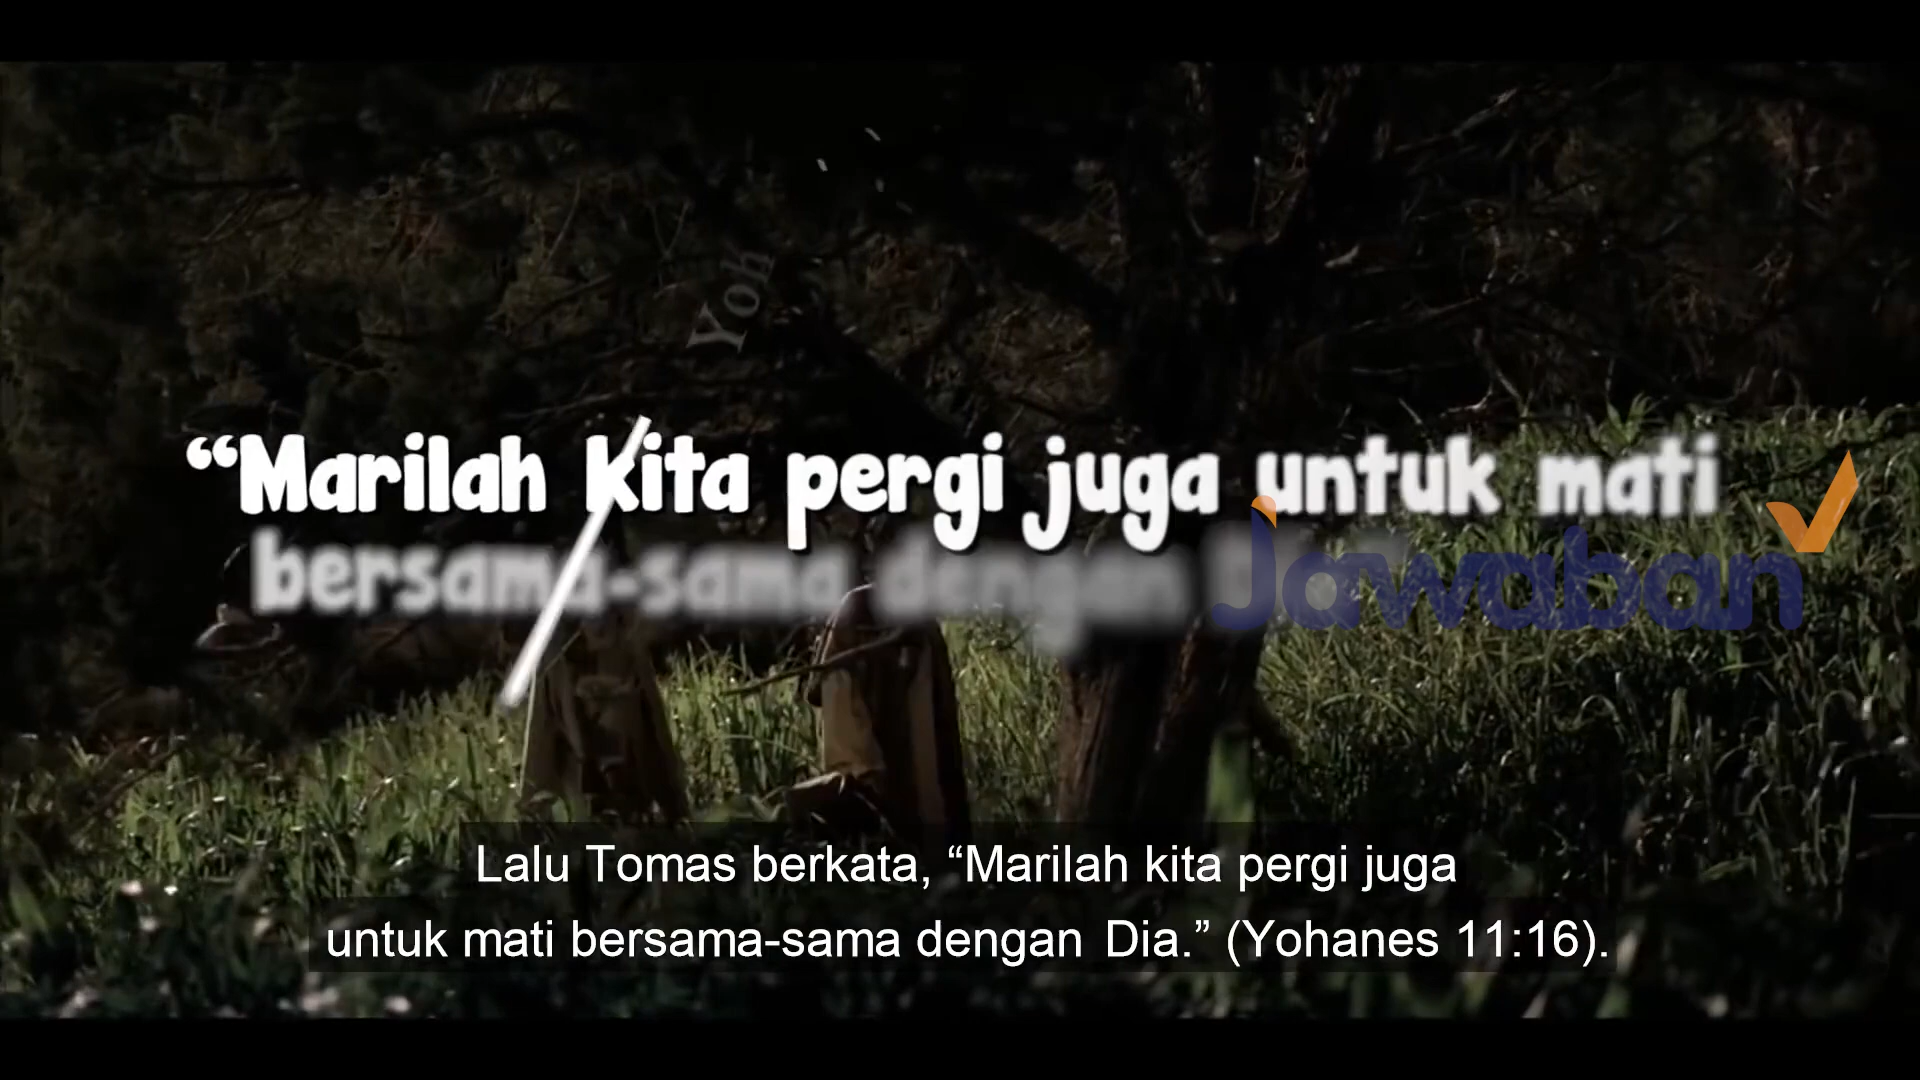 Yoh
“Marilah kita pergi juga untuk mati
bersama-sama dengan
Jawaban
Lalu Tomas berkata, “Marilah kita pergi juga
untuk mati bersama-sama dengan Dia.” (Yohanes 11:16).